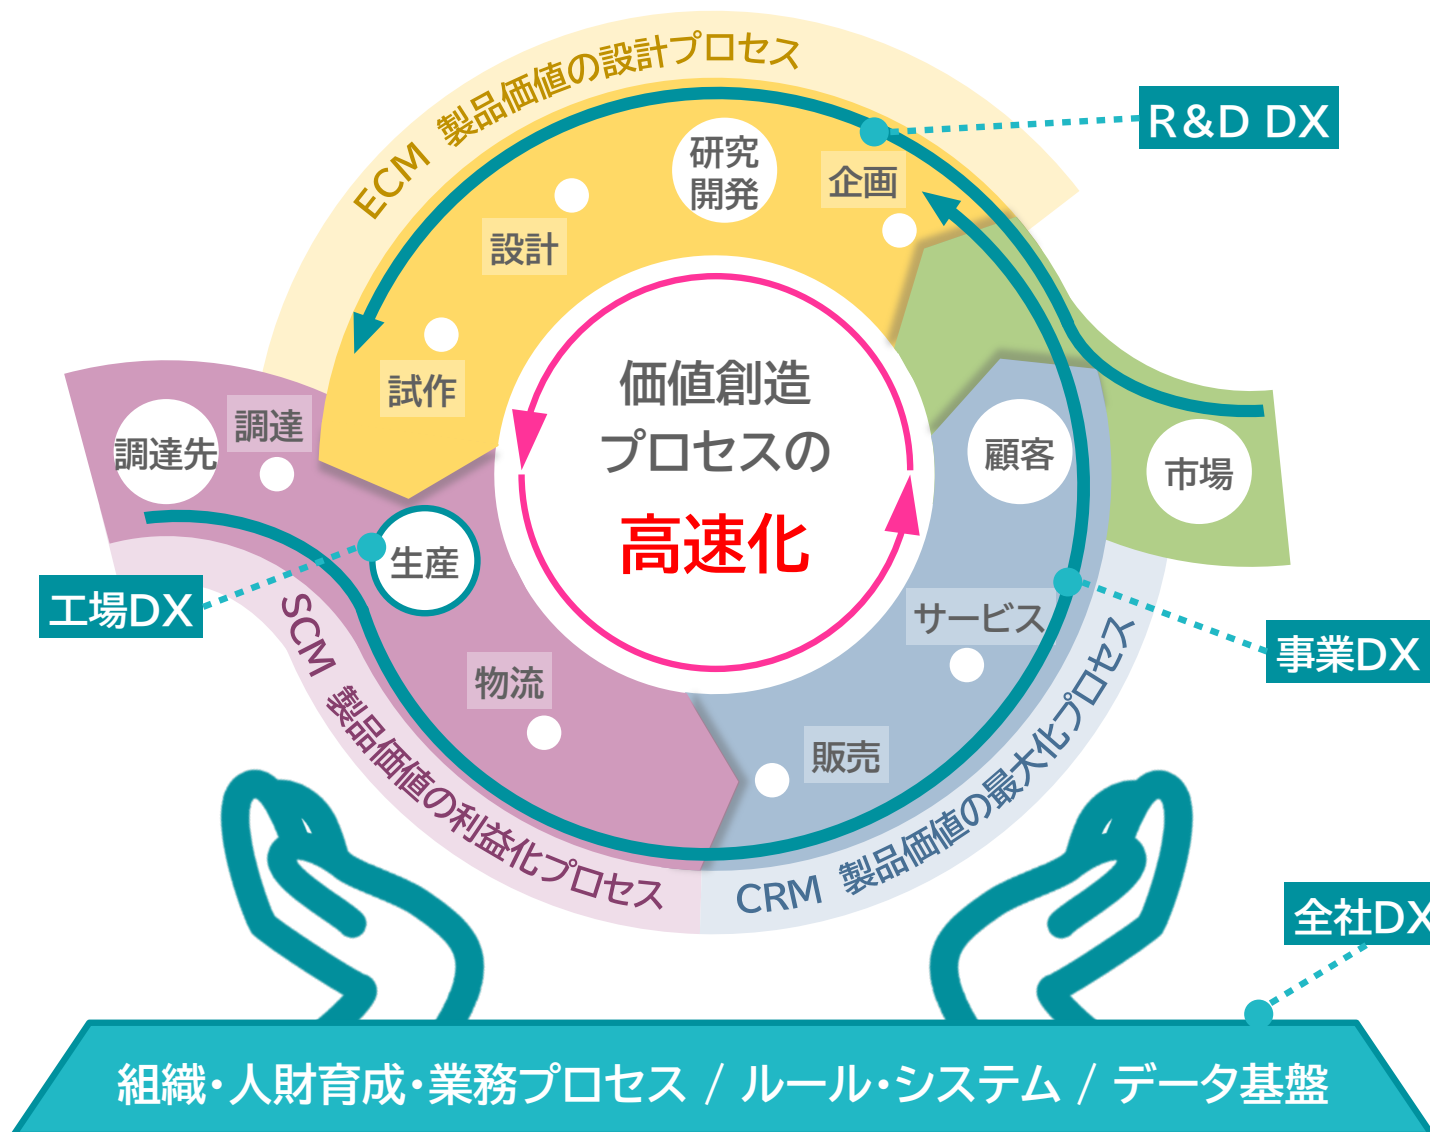 ECM 製品価値の設計プロセス
R&D DX
研究
開発
企画
設計
試作
調達
調達先
価値創造
プロセスの
高速化
顧客
市場
生産
工場DX
サービス
事業DX
物流
販売
SCM 製品価値の利益化プロセス
CRM 製品価値の最大化プロセス
全社DX
組織・人財育成・業務プロセス / ルール・システム / データ基盤